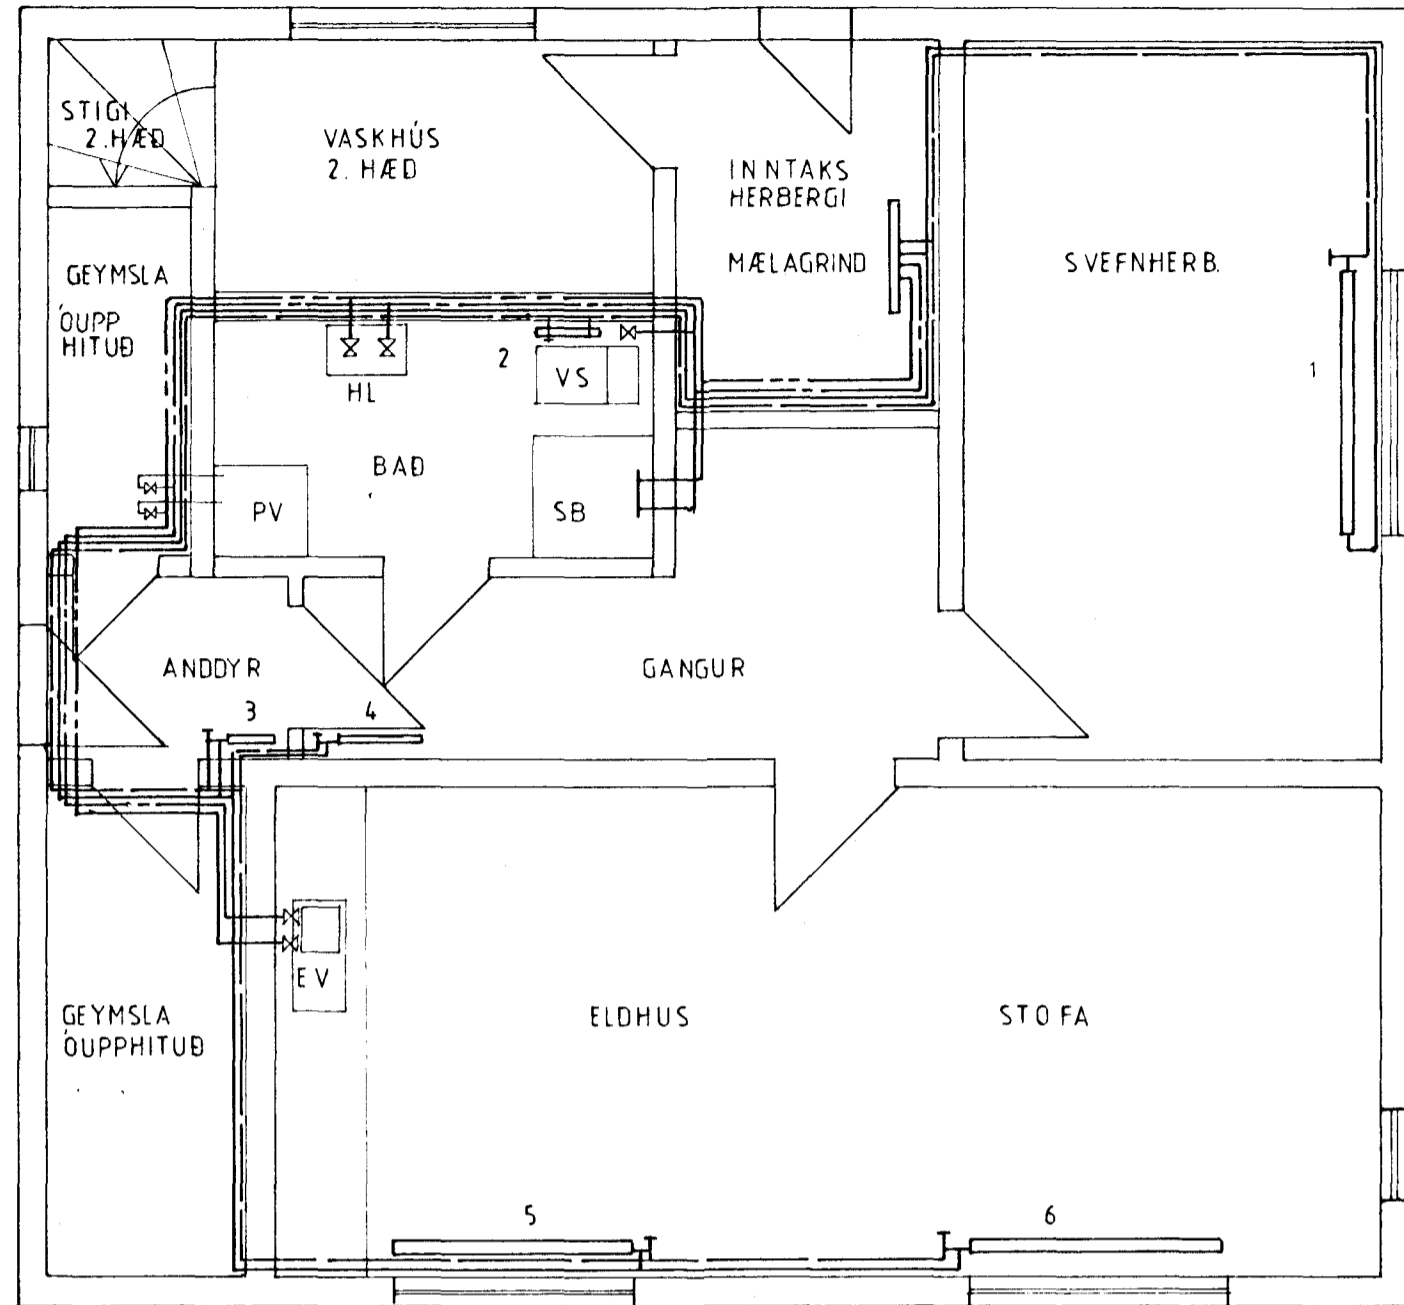 STIGI
2.HÆÐ
VASKHÚS
2. HÆÐ
INNTAKS
HERBERGI
MÆLAGRIND
SVEFNHERB.
GEYMSLA
ÓUPP
HITUÐ
1
2
VS
HL
BAÐ
PV
SB
ANDDYR
GANGUR
3
4
EV
GEYMSLA
ÓUPPHITUÐ
ELDHUS
STOFA
5
6